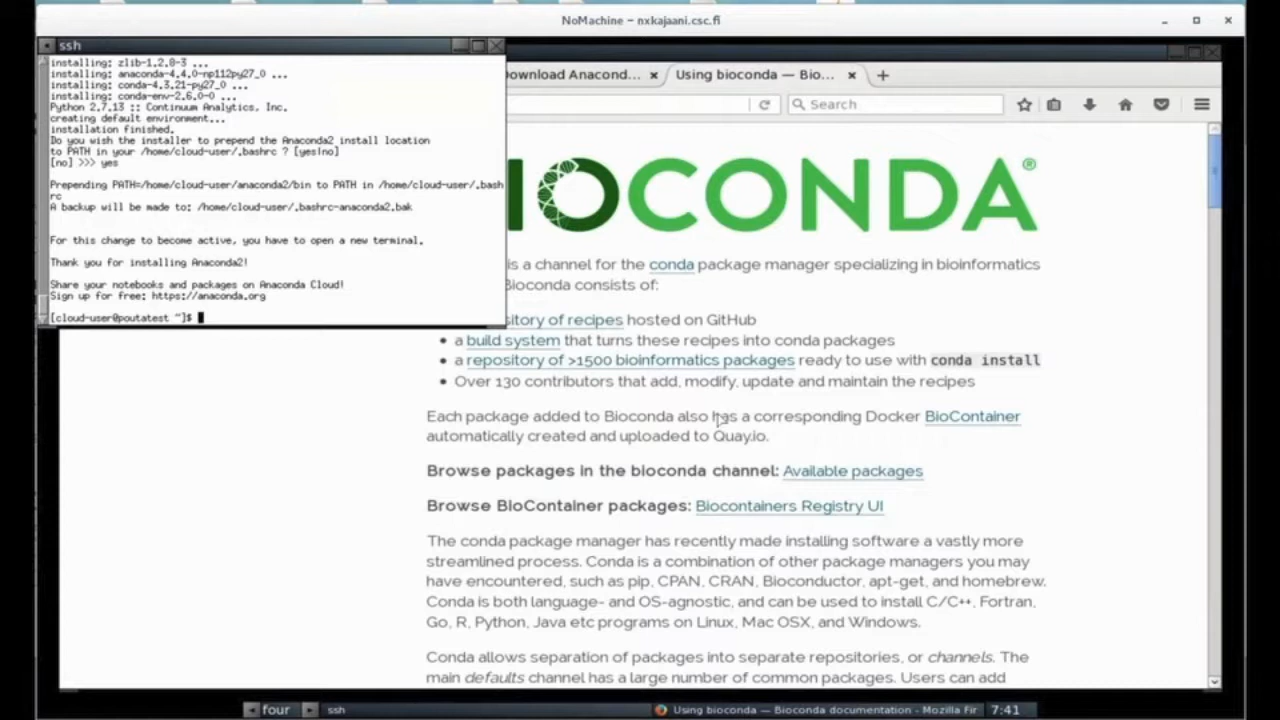 NoMachine - nxkajaani.csc.fi
ssh
installing: zlib-1.2.8-3 ...
installing: anaconda-4.4.0-np112py27_0 ...
installing: conda-4.3.21-py27_0 ...
installing: conda-env-2.6.0-0 ...
Python 2.7.13 :: Continuum Analytics, Inc.
creating default environment...
installation finished.
Do you wish the installer to prepend the Anaconda2 install location
to PATH in your /home/cloud-user/.bashrc ? [yes|no]
[no] >>> yes
Prepending PATH=/home/cloud-user/anaconda2/bin to PATH in /home/cloud-user/.bash
rc
A backup will be made to: /home/cloud-user/.bashrc-anaconda2.bak
For this change to become active, you have to open a new terminal.
Thank you for installing Anaconda2!
Share your notebooks and packages on Anaconda Cloud!
Sign up for free: https://anaconda.org
[cloud-user@poutatest ~]$
Download Anacond... Using bioconda — Bio...
Search
IOCONDA®
is a channel for the conda package manager specializing in bioinformatics
Bioconda consists of:
sitory of recipes hosted on GitHub
• a build system that turns these recipes into conda packages
• a repository of >1500 bioinformatics packages ready to use with conda install
• Over 130 contributors that add, modify, update and maintain the recipes
Each package added to Bioconda also has a corresponding Docker BioContainer
automatically created and uploaded to Quay.io.
Browse packages in the bioconda channel: Available packages
Browse BioContainer packages: Biocontainers Registry UI
The conda package manager has recently made installing software a vastly more
streamlined process. Conda is a combination of other package managers you may
have encountered, such as pip, CPAN, CRAN, Bioconductor, apt-get, and homebrew.
Conda is both language- and OS-agnostic, and can be used to install C/C++, Fortran,
Go, R, Python, Java etc programs on Linux, Mac OSX, and Windows.
Conda allows separation of packages into separate repositories, or channels. The
main defaults channel has a large number of common packages. Users can add
four ssh Using bioconda — Bioconda documentation - Mozilla Fir 7:41